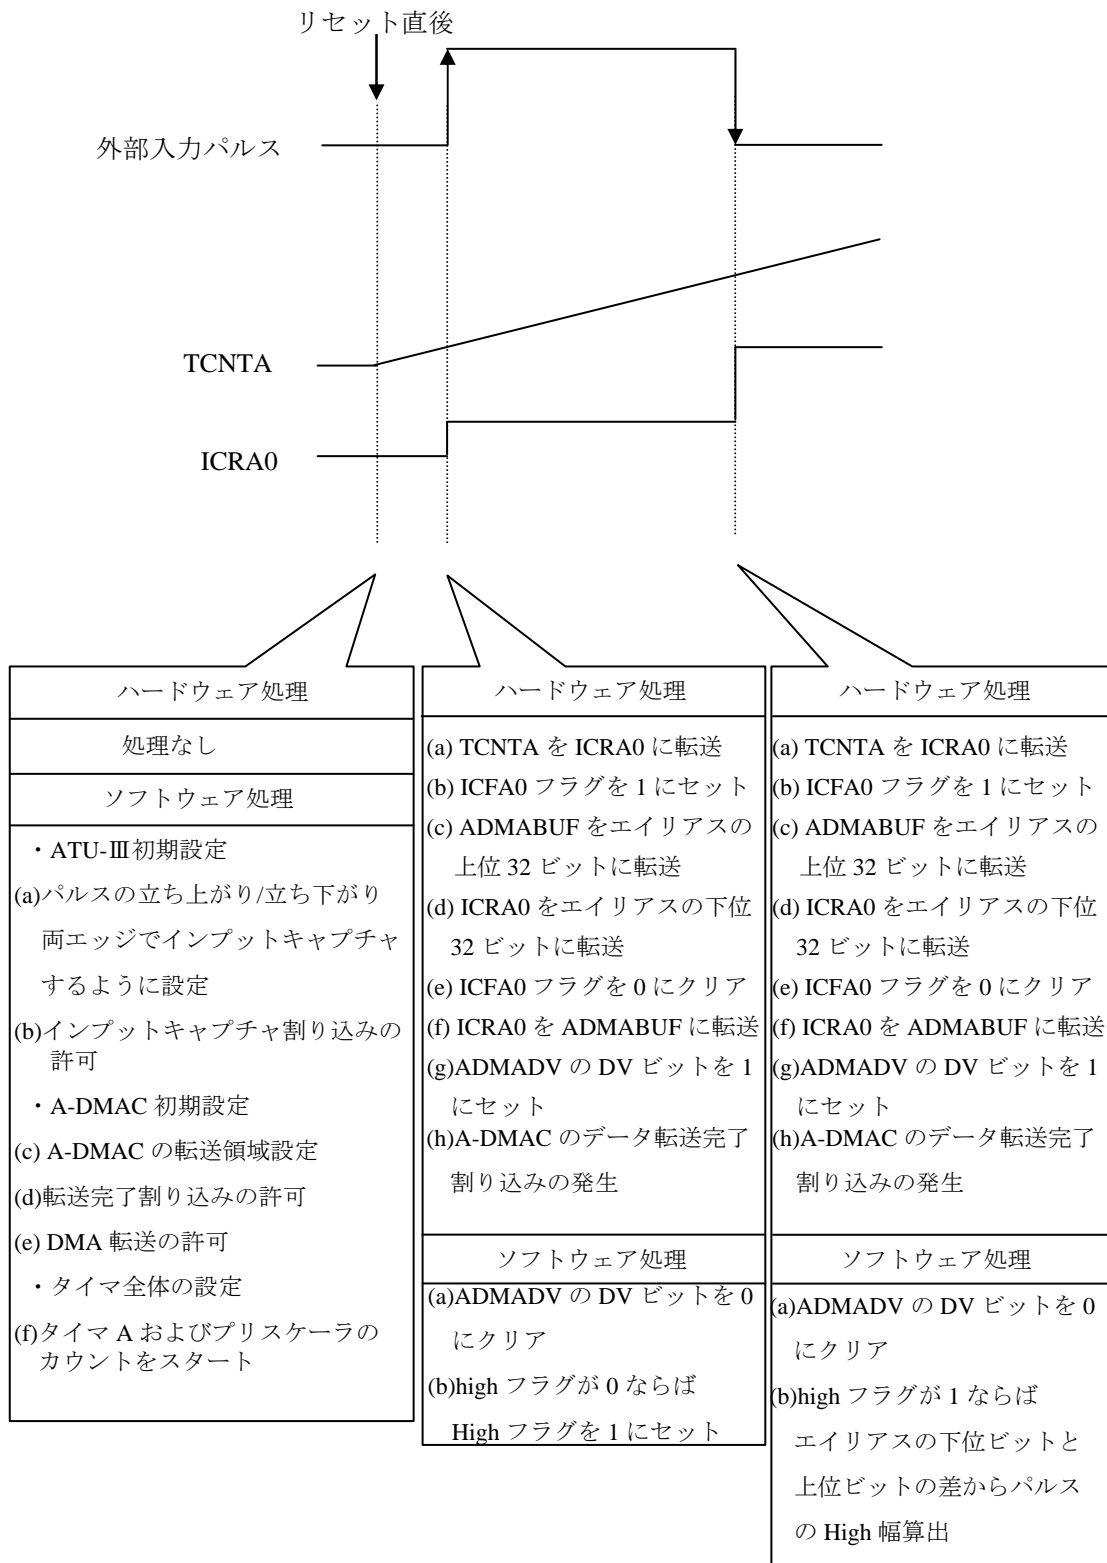 リセット直後
外部入力パルス
TCNTA
ICRA0
ハードウェア処理
処理なし
ソフトウェア処理
・ATU-Ⅲ初期設定
(a)パルスの立ち上がり/立ち下がり
両エッジでインプットキャプチャ
するように設定
(b)インプットキャプチャ割り込みの
許可
・A-DMAC 初期設定
(c) A-DMAC の転送領域設定
(d)転送完了割り込みの許可
(e) DMA 転送の許可
・タイマ全体の設定
(f)タイマ A およびプリスケーラの
カウントをスタート
ハードウェア処理
(a) TCNTA を ICRA0 に転送
(b) ICFA0 フラグを 1 にセット
(c) ADMABUF をエイリアスの
上位 32 ビットに転送
(d) ICRA0 をエイリアスの下位
32 ビットに転送
(e) ICFA0 フラグを 0 にクリア
(f) ICRA0 を ADMABUF に転送
(g)ADMADV の DV ビットを 1
にセット
(h)A-DMAC のデータ転送完了
割り込みの発生
ソフトウェア処理
(a)ADMADV の DV ビットを 0
にクリア
(b)high フラグが 0 ならば
High フラグを 1 にセット
ハードウェア処理
(a) TCNTA を ICRA0 に転送
(b) ICFA0 フラグを 1 にセット
(c) ADMABUF をエイリアスの
上位 32 ビットに転送
(d) ICRA0 をエイリアスの下位
32 ビットに転送
(e) ICFA0 フラグを 0 にクリア
(f) ICRA0 を ADMABUF に転送
(g)ADMADV の DV ビットを 1
にセット
(h)A-DMAC のデータ転送完了
割り込みの発生
ソフトウェア処理
(a)ADMADV の DV ビットを 0
にクリア
(b)high フラグが 1 ならば
エイリアスの下位ビットと
上位ビットの差からパルス
の High 幅算出